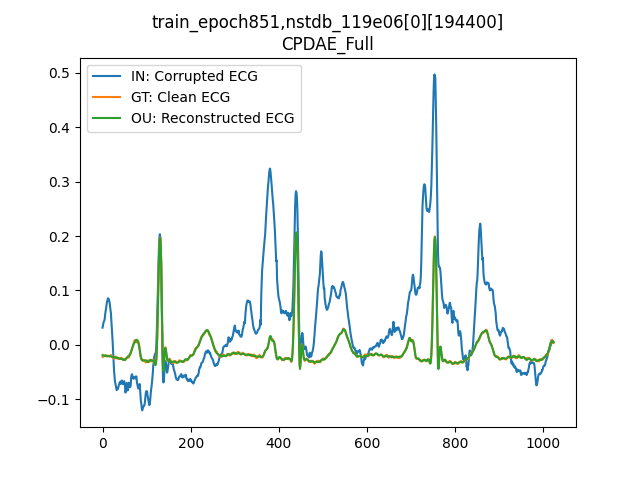 train_epoch851,nstdb_119e06[0][194400]
CPDAE_Full
IN: Corrupted ECG
GT: Clean ECG
OU: Reconstructed ECG
0.5
0.4
0.3
0.2
0.1
0.0
−0.1
0 200 400 600 800 1000